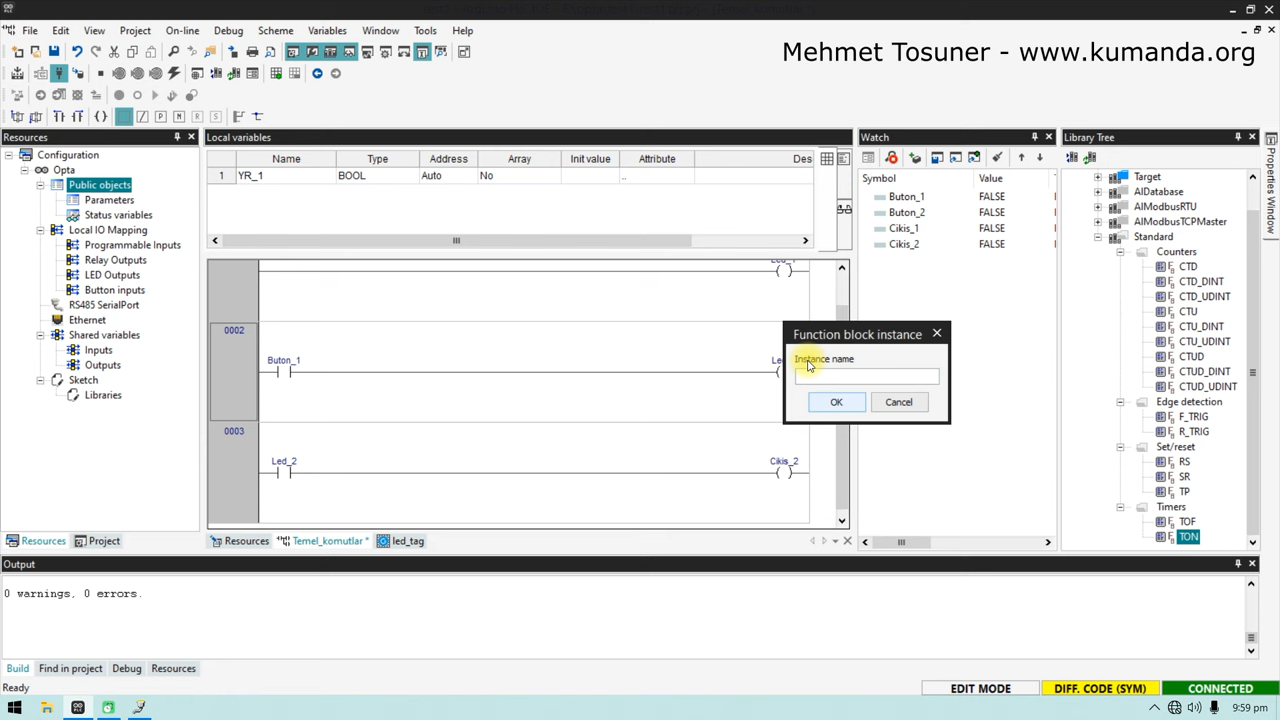 File Edit View Project On-line Debug Scheme Variables Window Tools Help
Mehmet Tosuner - www.kumanda.org
Resources
Configuration
Opta
Public objects
Parameters
Status variables
Local IO Mapping
Programmable Inputs
Relay Outputs
LED Outputs
Button inputs
RS485 SerialPort
Ethernet
Shared variables
Inputs
Outputs
Sketch
Libraries
Resources Project
Local variables
Name Type Address Array Init value Attribute Des
1 YR_1 BOOL Auto No ..
0002
Buton_1
0003
Led_2 Cikis_2
Resources Temel_komutlar * led_tag
Function block instance
Instance name
OK Cancel
Watch
Symbol Value
Buton_1 FALSE
Buton_2 FALSE
Cikis_1 FALSE
Cikis_2 FALSE
Library Tree
Target
AlDatabase
AlModbusRTU
AlModbusTCPMaster
Standard
Counters
CTD
CTD_DINT
CTD_UDINT
CTU
CTU_DINT
CTU_UDINT
CTUD
CTUD_DINT
CTUD_UDINT
Edge detection
F_TRIG
R_TRIG
Set/reset
RS
SR
TP
Timers
TOF
TON
Properties Window
Output
0 warnings, 0 errors.
Build Find in project Debug Resources
Ready EDIT MODE DIFF. CODE (SYM) CONNECTED
9:59 pm